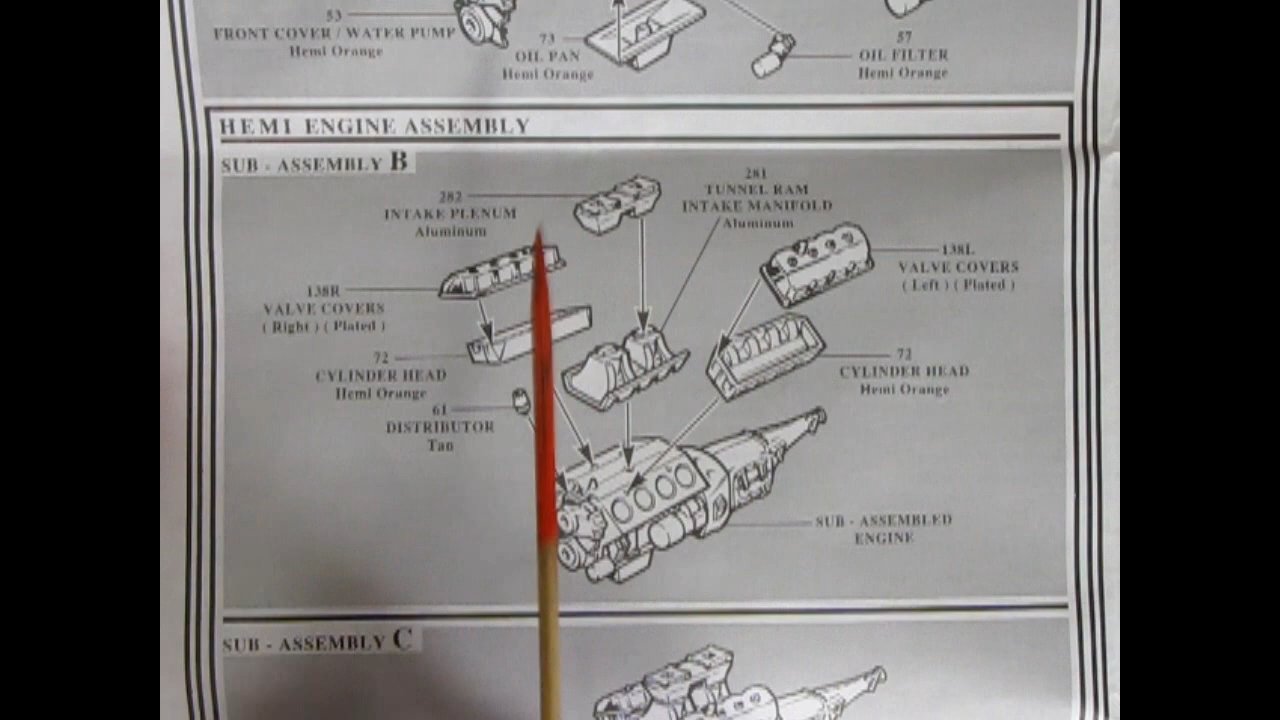 53
FRONT COVER / WATER PUMP
Hemi Orange
73
OIL PAN
Hemi Orange
57
OIL FILTER
Hemi Orange
HEMI ENGINE ASSEMBLY
SUB - ASSEMBLY B
282
INTAKE PLENUM
Aluminum
281
TUNNEL RAM
INTAKE MANIFOLD
Aluminum
138R
VALVE COVERS
( Right ) ( Plated )
138L
VALVE COVERS
( Left ) ( Plated )
72
CYLINDER HEAD
Hemi Orange
72
CYLINDER HEAD
Hemi Orange
61
DISTRIBUTOR
Tan
SUB - ASSEMBLED
ENGINE
SUB - ASSEMBLY C